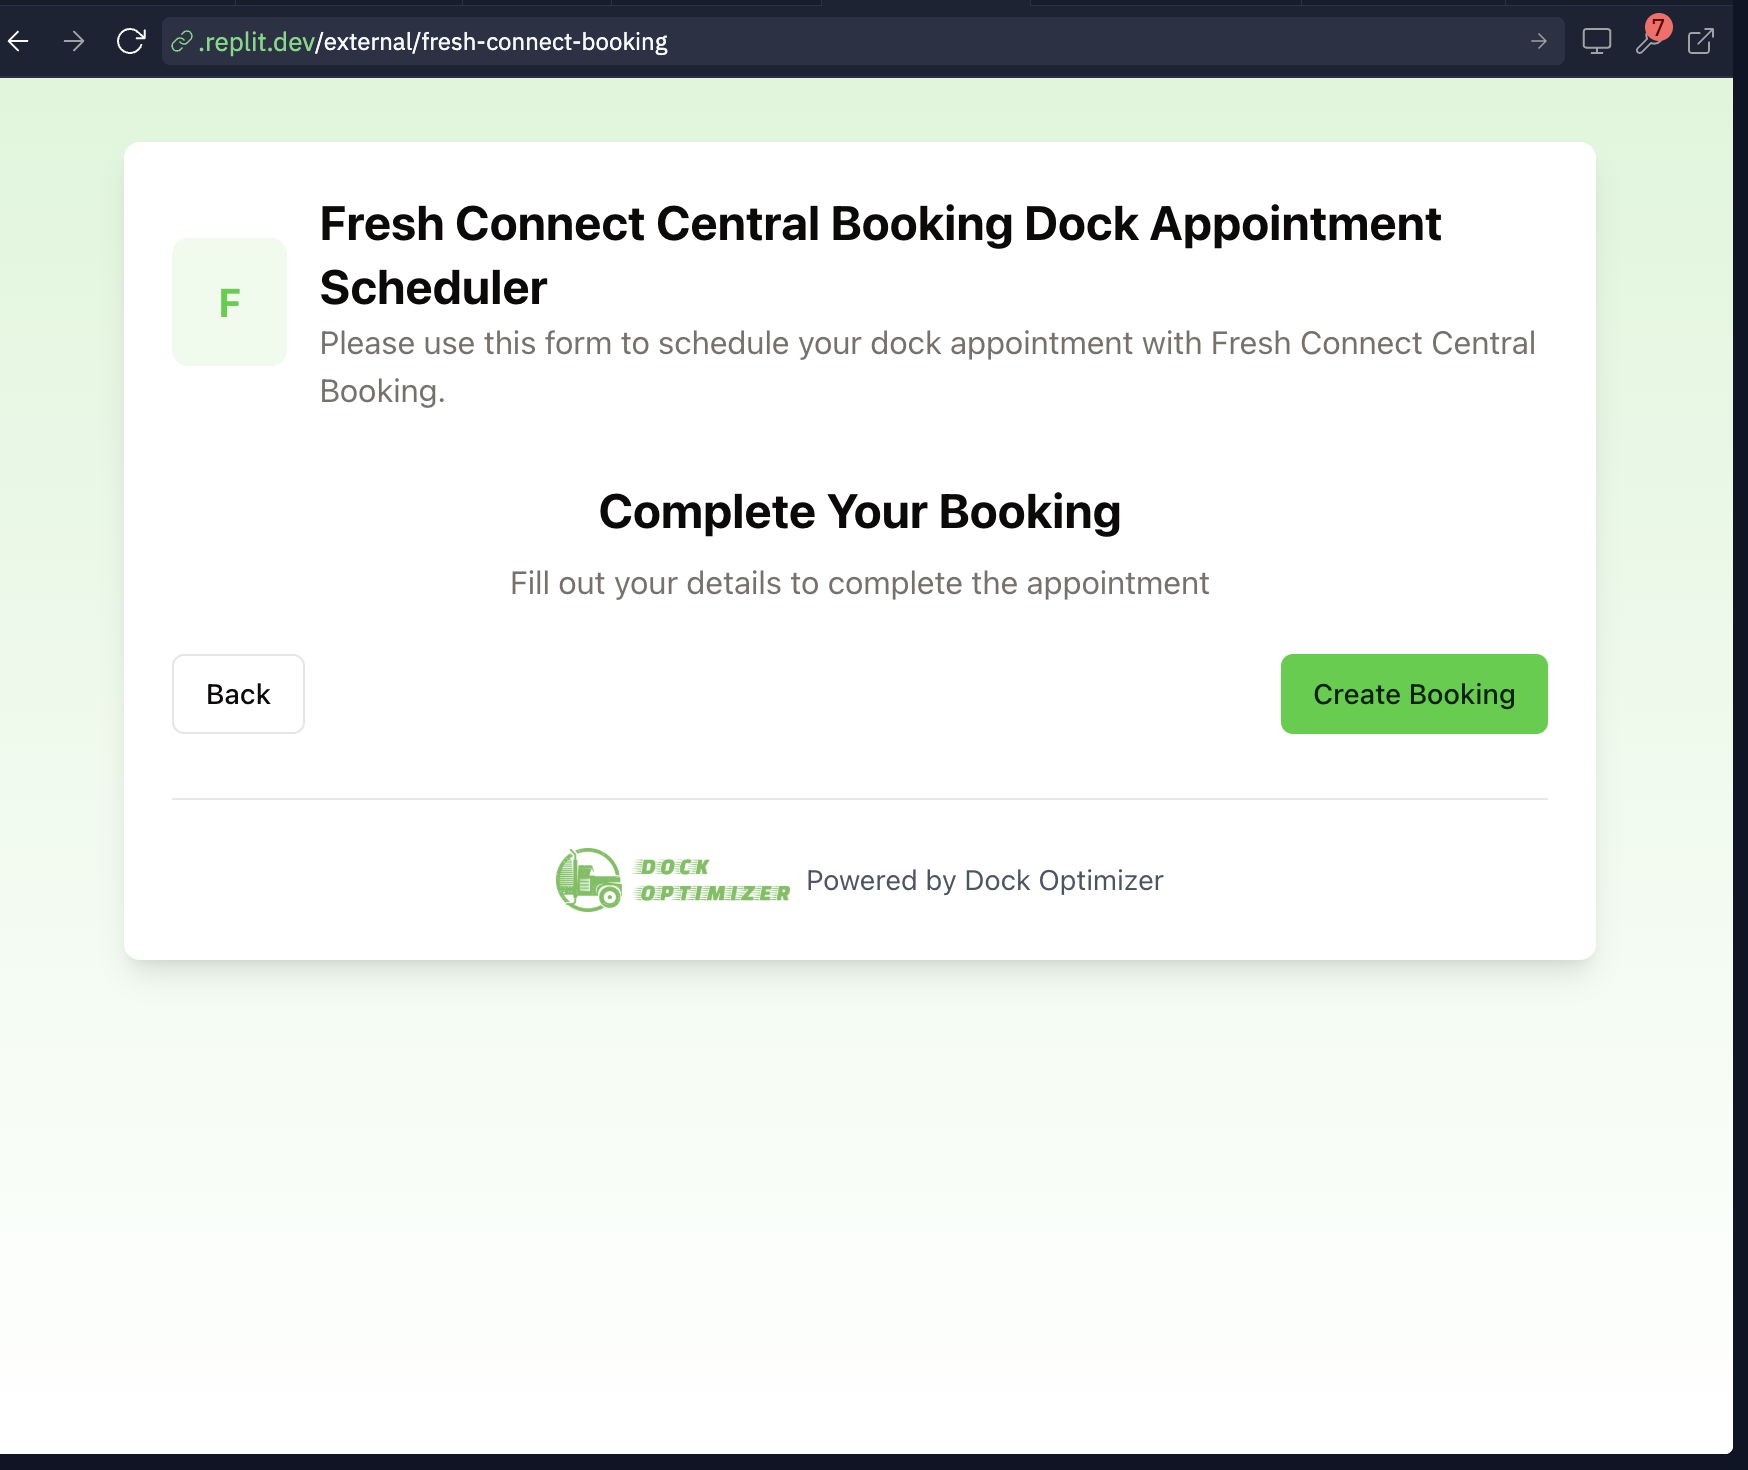 .replit.dev/external/fresh-connect-booking
7
Fresh Connect Central Booking Dock Appointment
Scheduler
F
Please use this form to schedule your dock appointment with Fresh Connect Central
Booking.
Complete Your Booking
Fill out your details to complete the appointment
Back
Create Booking
DOCK
OPTIMIZER
Powered by Dock Optimizer